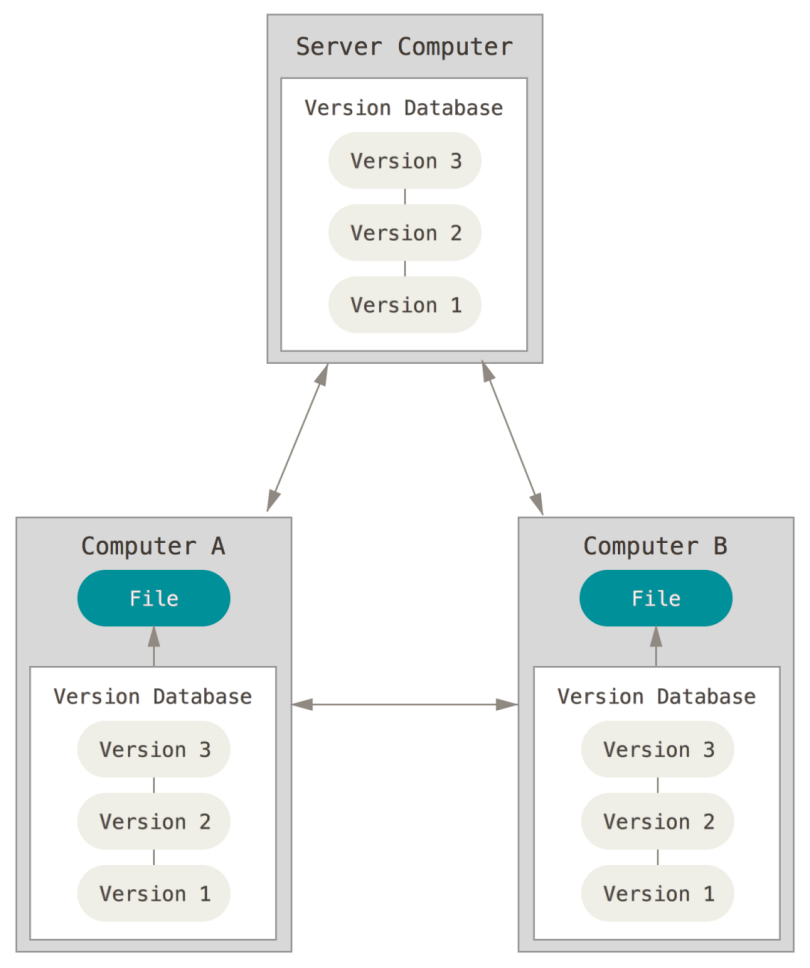 Server Computer
Version Database
Version 3
Version 2
Version 1
Computer A
File
Version Database
Version 3
Version 2
Version 1
Computer B
File
Version Database
Version 3
Version 2
Version 1